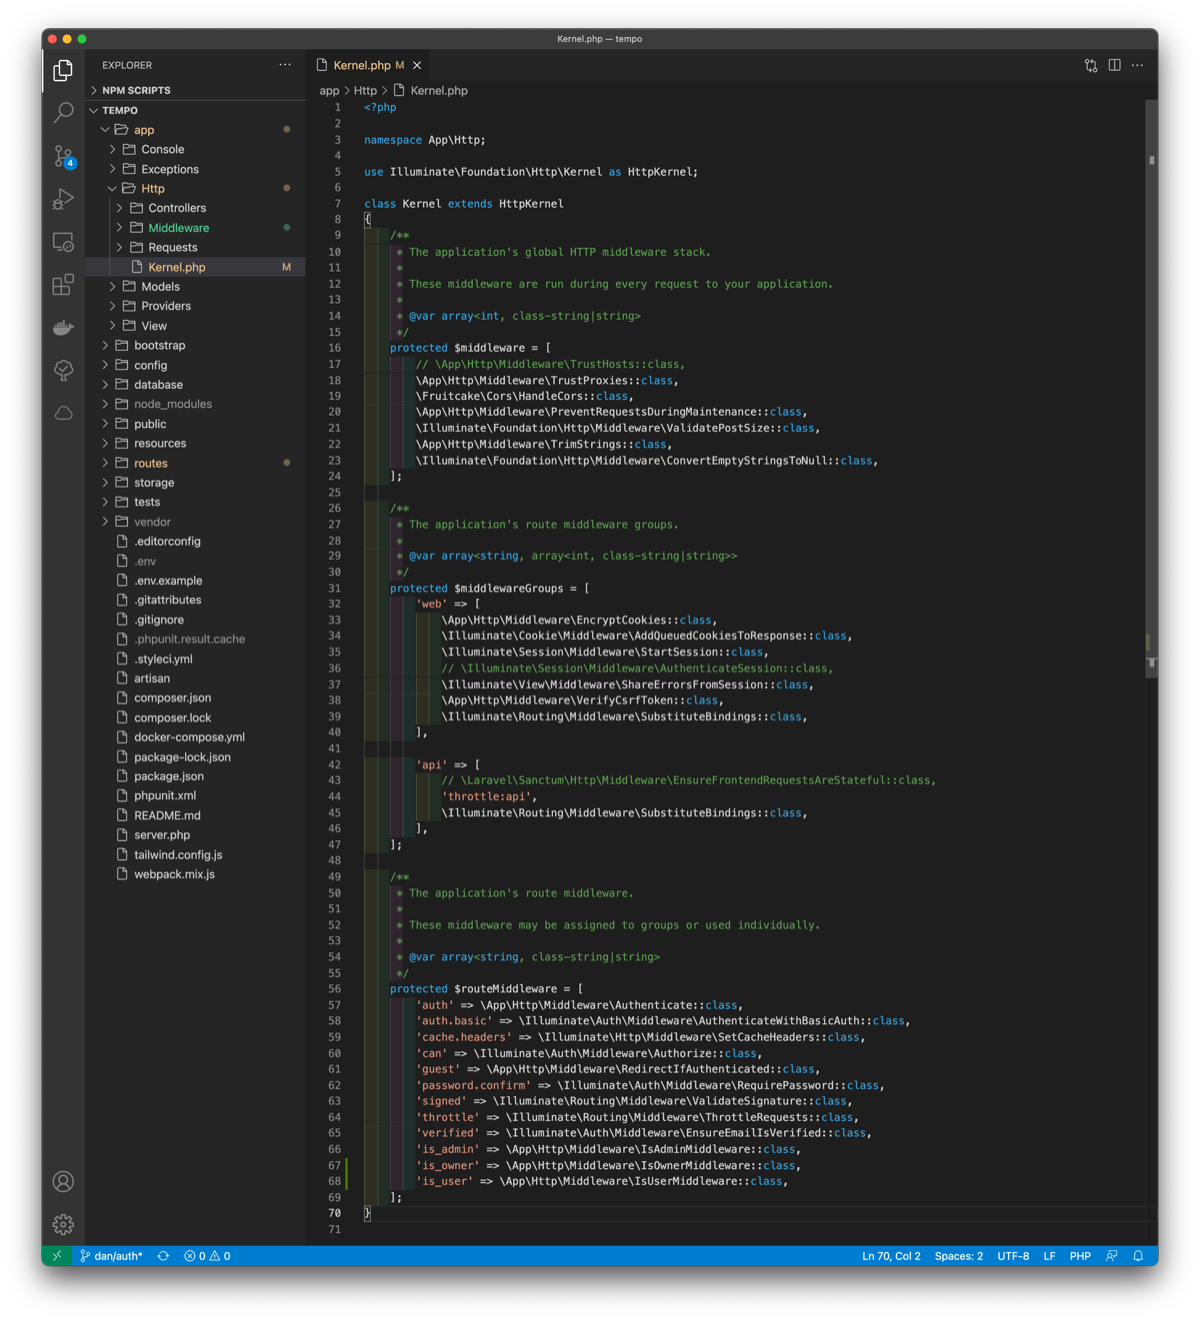 Kernel.php — tempo
EXPLORER
NPM SCRIPTS
TEMPO
app
Console
Exceptions
Http
Controllers
Middleware
Requests
Kernel.php M
Models
Providers
View
bootstrap
config
database
node_modules
public
resources
routes
storage
tests
vendor
.editorconfig
.env
.env.example
.gitattributes
.gitignore
.phpunit.result.cache
.styleci.yml
artisan
composer.json
composer.lock
docker-compose.yml
package-lock.json
package.json
phpunit.xml
README.md
server.php
tailwind.config.js
webpack.mix.js
4
Kernel.php M
app > Http > Kernel.php
1 <?php
2
3 namespace App\Http;
4
5 use Illuminate\Foundation\Http\Kernel as HttpKernel;
6
7 class Kernel extends HttpKernel
8 {
9 /**
10 * The application's global HTTP middleware stack.
11 *
12 * These middleware are run during every request to your application.
13 *
14 * @var array<int, class-string|string>
15 */
16 protected $middleware = [
17 // \App\Http\Middleware\TrustHosts::class,
18 \App\Http\Middleware\TrustProxies::class,
19 \Fruitcake\Cors\HandleCors::class,
20 \App\Http\Middleware\PreventRequestsDuringMaintenance::class,
21 \Illuminate\Foundation\Http\Middleware\ValidatePostSize::class,
22 \App\Http\Middleware\TrimStrings::class,
23 \Illuminate\Foundation\Http\Middleware\ConvertEmptyStringsToNull::class,
24 ];
25
26 /**
27 * The application's route middleware groups.
28 *
29 * @var array<string, array<int, class-string|string>>
30 */
31 protected $middlewareGroups = [
32 'web' => [
33 \App\Http\Middleware\EncryptCookies::class,
34 \Illuminate\Cookie\Middleware\AddQueuedCookiesToResponse::class,
35 \Illuminate\Session\Middleware\StartSession::class,
36 // \Illuminate\Session\Middleware\AuthenticateSession::class,
37 \Illuminate\View\Middleware\ShareErrorsFromSession::class,
38 \App\Http\Middleware\VerifyCsrfToken::class,
39 \Illuminate\Routing\Middleware\SubstituteBindings::class,
40 ],
41
42 'api' => [
43 // \Laravel\Sanctum\Http\Middleware\EnsureFrontendRequestsAreStateful::class,
44 'throttle:api',
45 \Illuminate\Routing\Middleware\SubstituteBindings::class,
46 ],
47 ];
48
49 /**
50 * The application's route middleware.
51 *
52 * These middleware may be assigned to groups or used individually.
53 *
54 * @var array<string, class-string|string>
55 */
56 protected $routeMiddleware = [
57 'auth' => \App\Http\Middleware\Authenticate::class,
58 'auth.basic' => \Illuminate\Auth\Middleware\AuthenticateWithBasicAuth::class,
59 'cache.headers' => \Illuminate\Http\Middleware\SetCacheHeaders::class,
60 'can' => \Illuminate\Auth\Middleware\Authorize::class,
61 'guest' => \App\Http\Middleware\RedirectIfAuthenticated::class,
62 'password.confirm' => \Illuminate\Auth\Middleware\RequirePassword::class,
63 'signed' => \Illuminate\Routing\Middleware\ValidateSignature::class,
64 'throttle' => \Illuminate\Routing\Middleware\ThrottleRequests::class,
65 'verified' => \Illuminate\Auth\Middleware\EnsureEmailIsVerified::class,
66 'is_admin' => \App\Http\Middleware\IsAdminMiddleware::class,
67 'is_owner' => \App\Http\Middleware\IsOwnerMiddleware::class,
68 'is_user' => \App\Http\Middleware\IsUserMiddleware::class,
69 ];
70 }
71
dan/auth* 0 0 Ln 70, Col 2 Spaces: 2 UTF-8 LF PHP